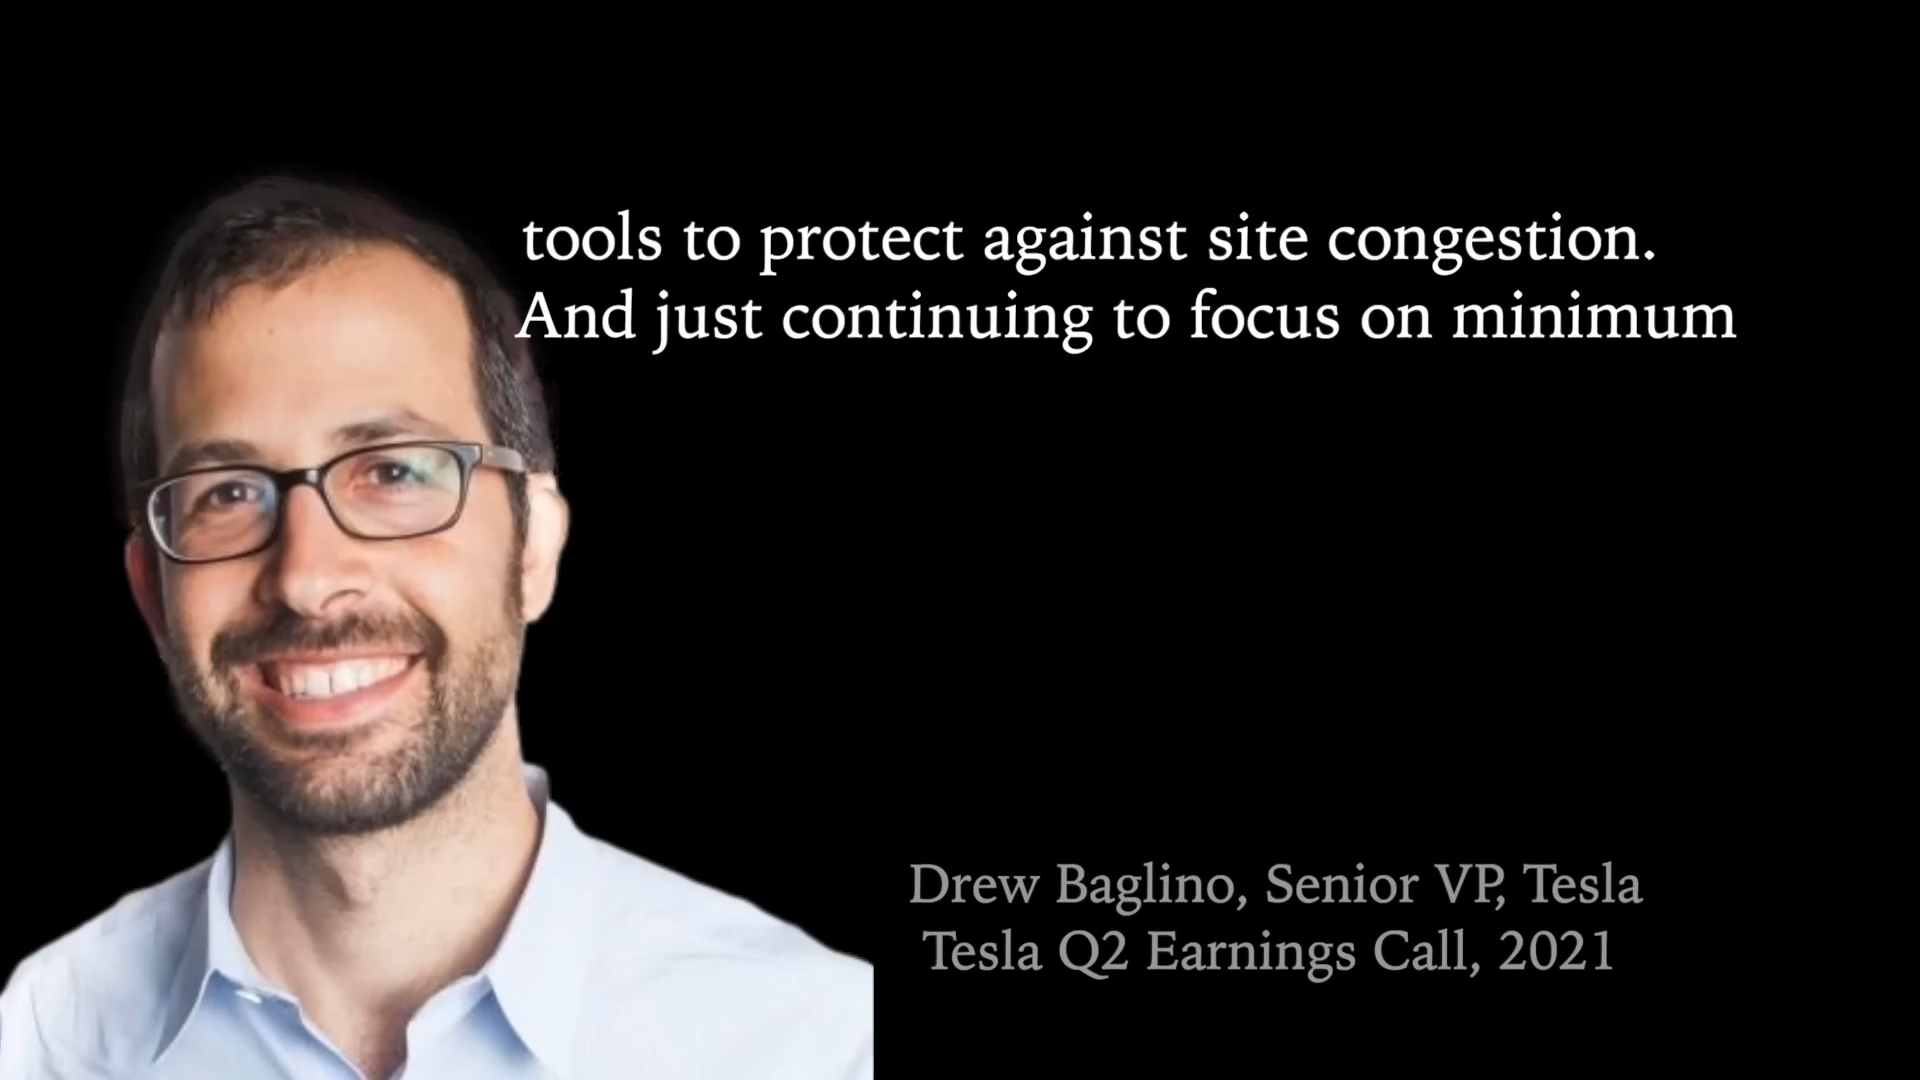 tools to protect against site congestion.
And just continuing to focus on minimum
Drew Baglino, Senior VP, Tesla
Tesla Q2 Earnings Call, 2021